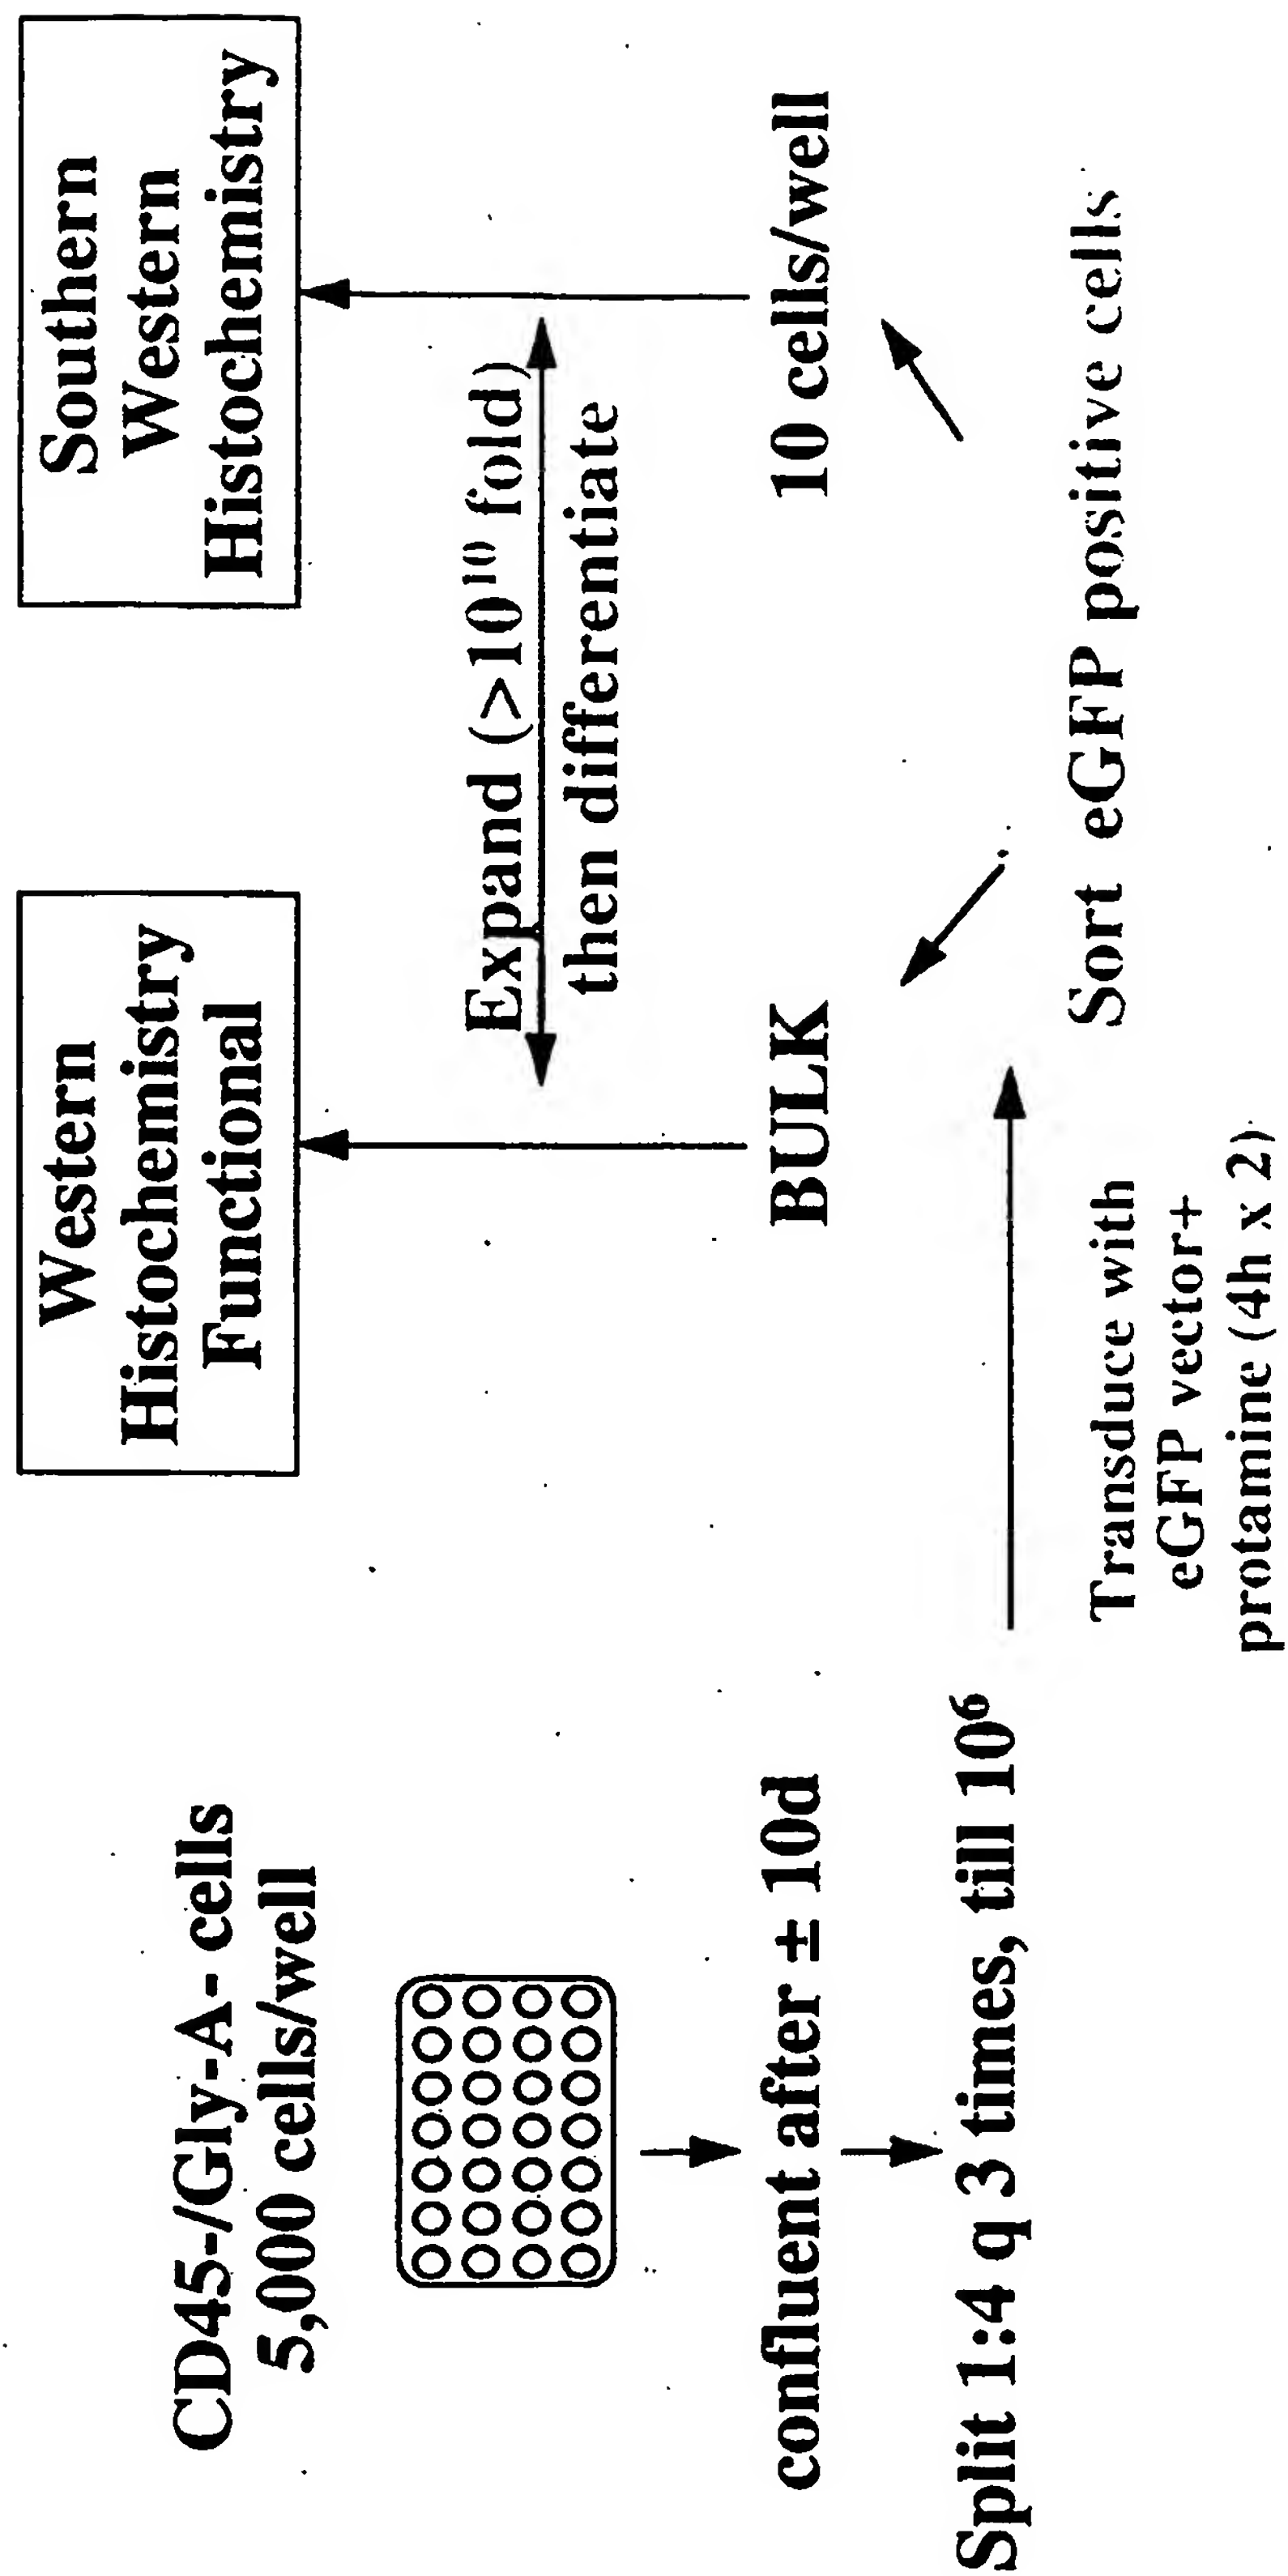 CD45-/Gly-A- cells
5,000 cells/well
confluent after ± 10d
Split 1:4 q 3 times, till 10⁶
Transduce with
eGFP vector+
protamine (4h x 2)
Sort eGFP positive cells
BULK
10 cells/well
Expand (>10¹⁰ fold)
then differentiate
Western
Histochemistry
Functional
Southern
Western
Histochemistry